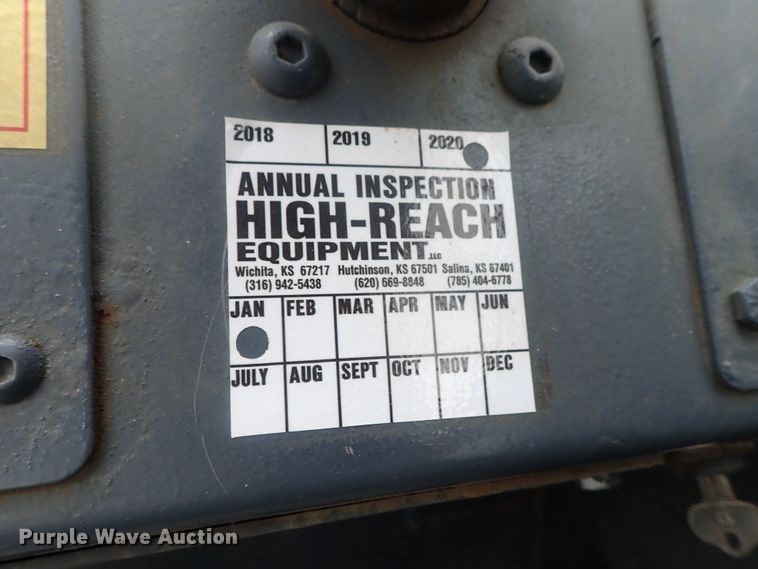 2018 2019 2020
ANNUAL INSPECTION
HIGH-REACH
EQUIPMENT, LLC
Wichita, KS 67217 Hutchinson, KS 67501 Salina, KS 67401
(316) 942-5438 (620) 669-8848 (785) 404-6778
JAN FEB MAR APR MAY JUN
JULY AUG SEPT OCT NOV DEC
Purple Wave Auction